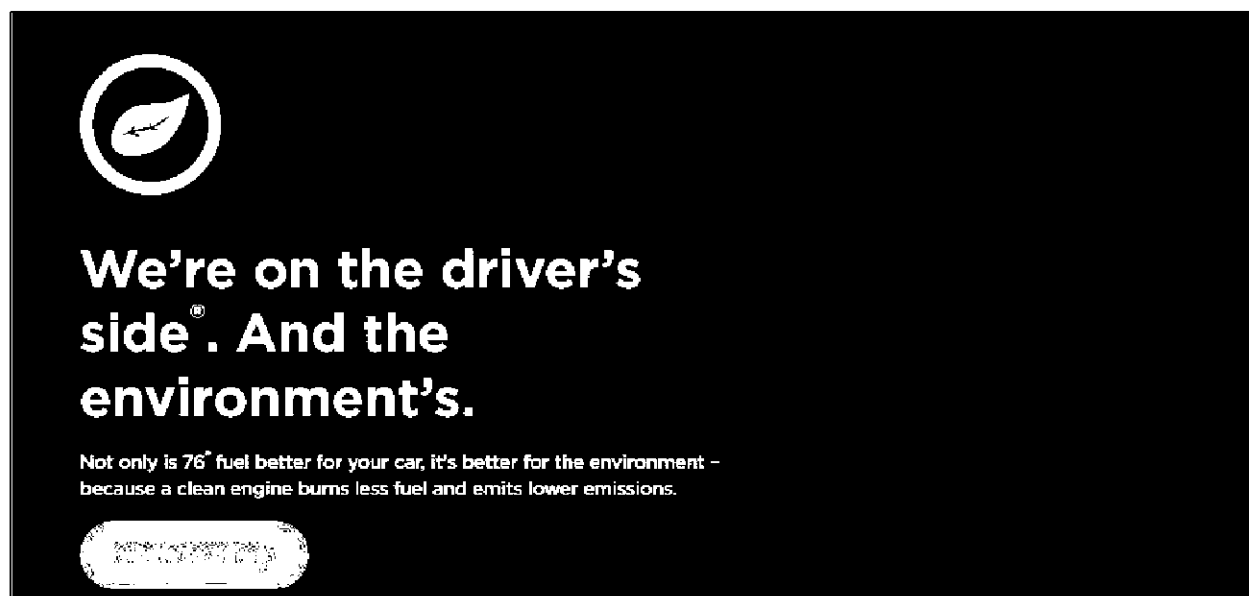 We're on the driver's
side®. And the
environment's.
Not only is 76® fuel better for your car, it's better for the environment –
because a clean engine burns less fuel and emits lower emissions.